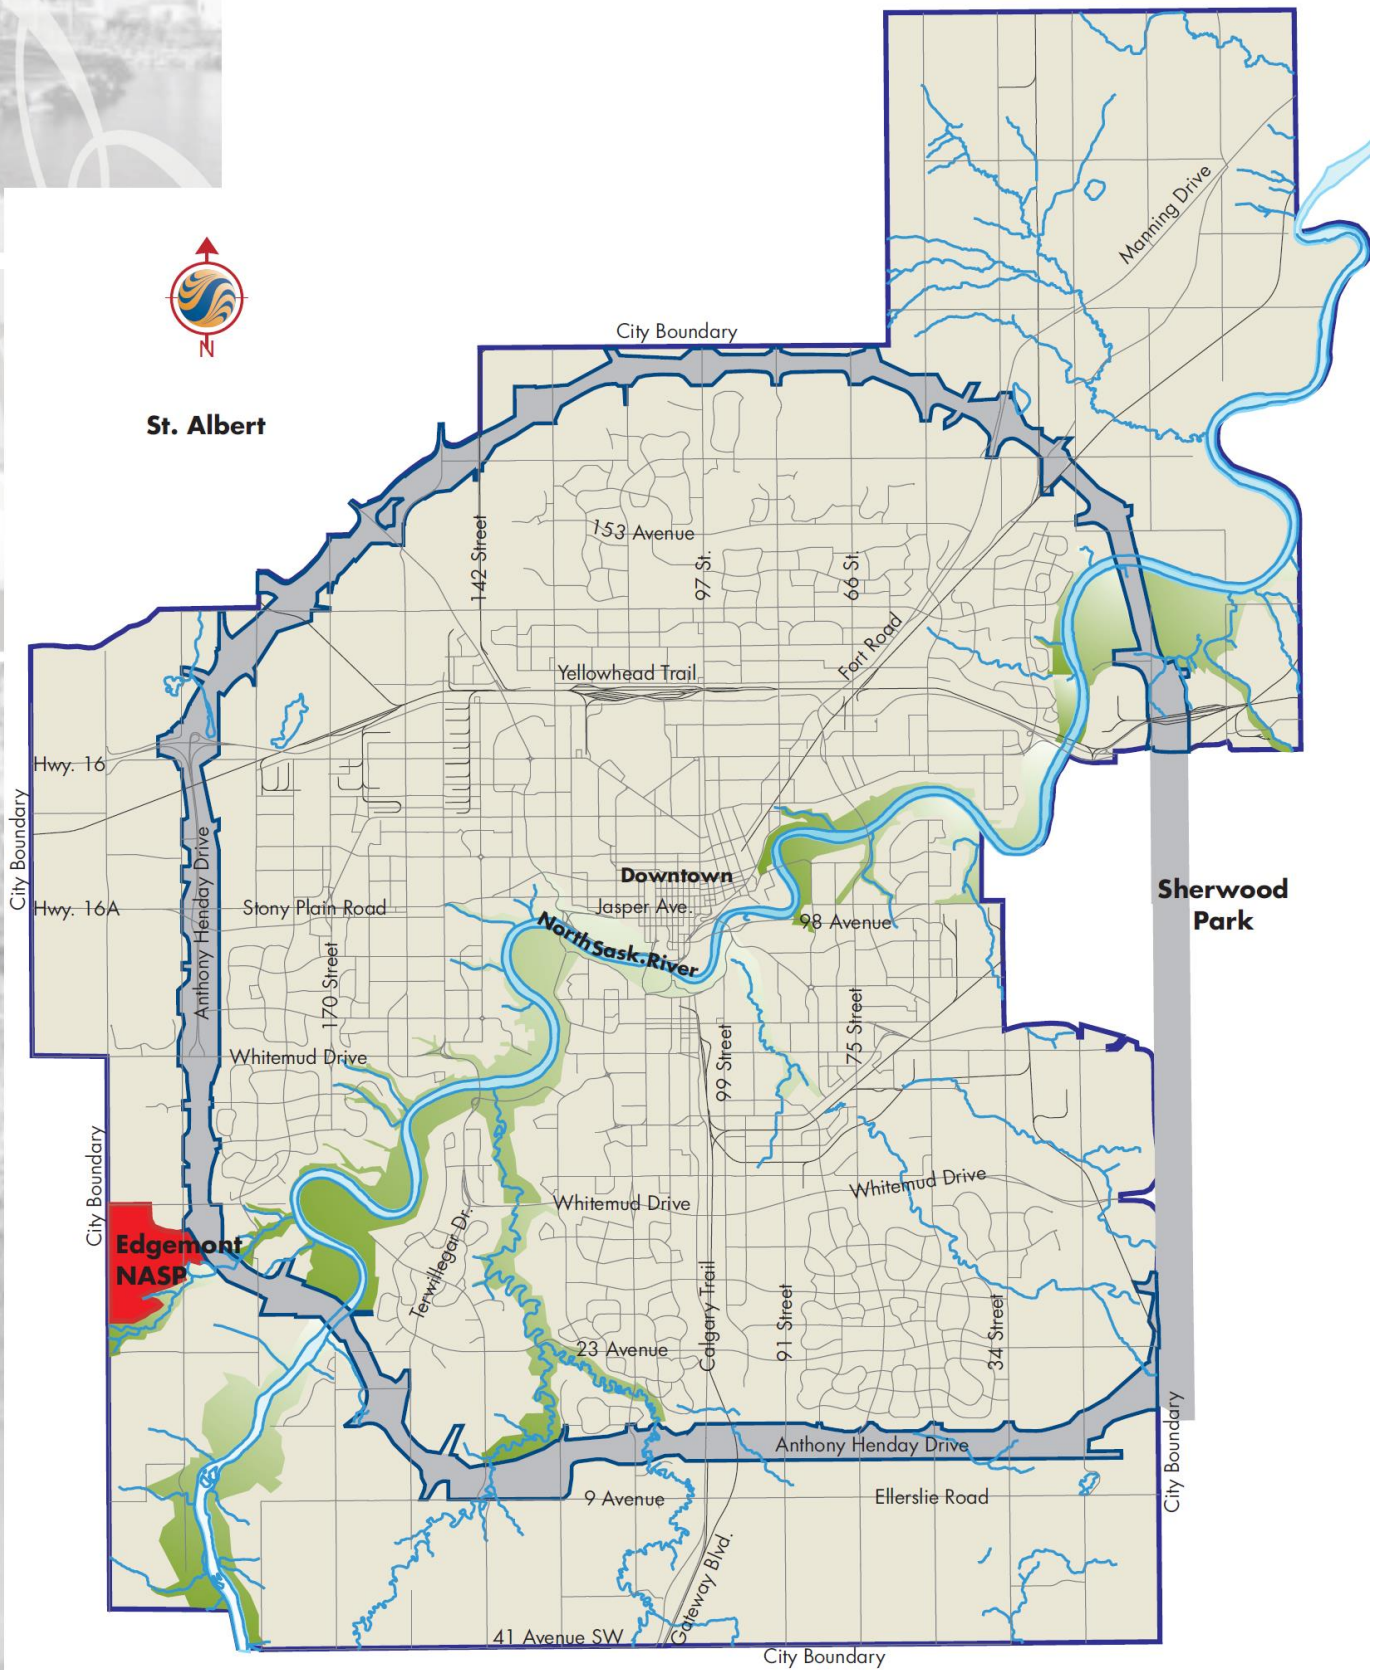 Manning Drive
N
City Boundary
St. Albert
142 Street
153 Avenue
97 St.
66 St.
Fort Road
Yellowhead Trail
Hwy. 16
City Boundary
Anthony Henday Drive
Downtown
Sherwood
Park
Hwy. 16A
Stony Plain Road
Jasper Ave.
98 Avenue
North Sask. River
170 Street
75 Street
99 Street
Whitemud Drive
City Boundary
Whitemud Drive
Whitemud Drive
Edgemont
NASP
Terwillegar Dr.
Calgary Trail
91 Street
34 Street
23 Avenue
Anthony Henday Drive
City Boundary
9 Avenue
Ellerslie Road
Gateway Blvd.
41 Avenue SW
City Boundary